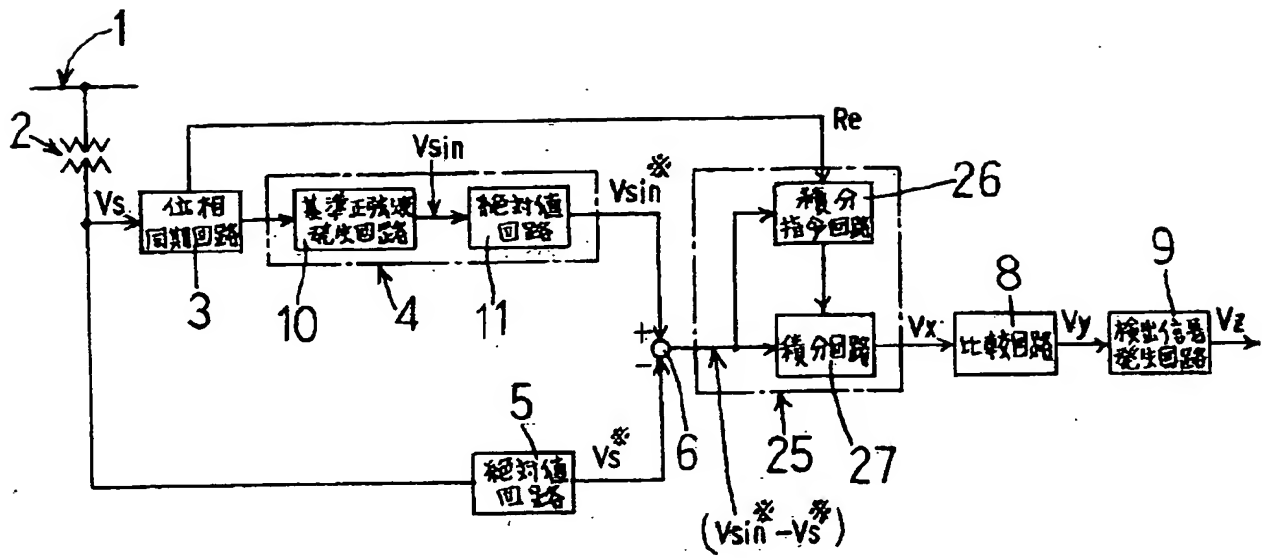 1
2
Re
Vsin
Vsin※
26
Vs
位相
同期回路
基準正弦波
発生回路
絶対値
回路
積分
指令回路
3
10
4
11
8
9
+
-
6
積分回路
Vx
比較回路
Vy
検出信号
発生回路
Vz
5
絶対値
回路
Vs※
25
27
(Vsin※-Vs※)